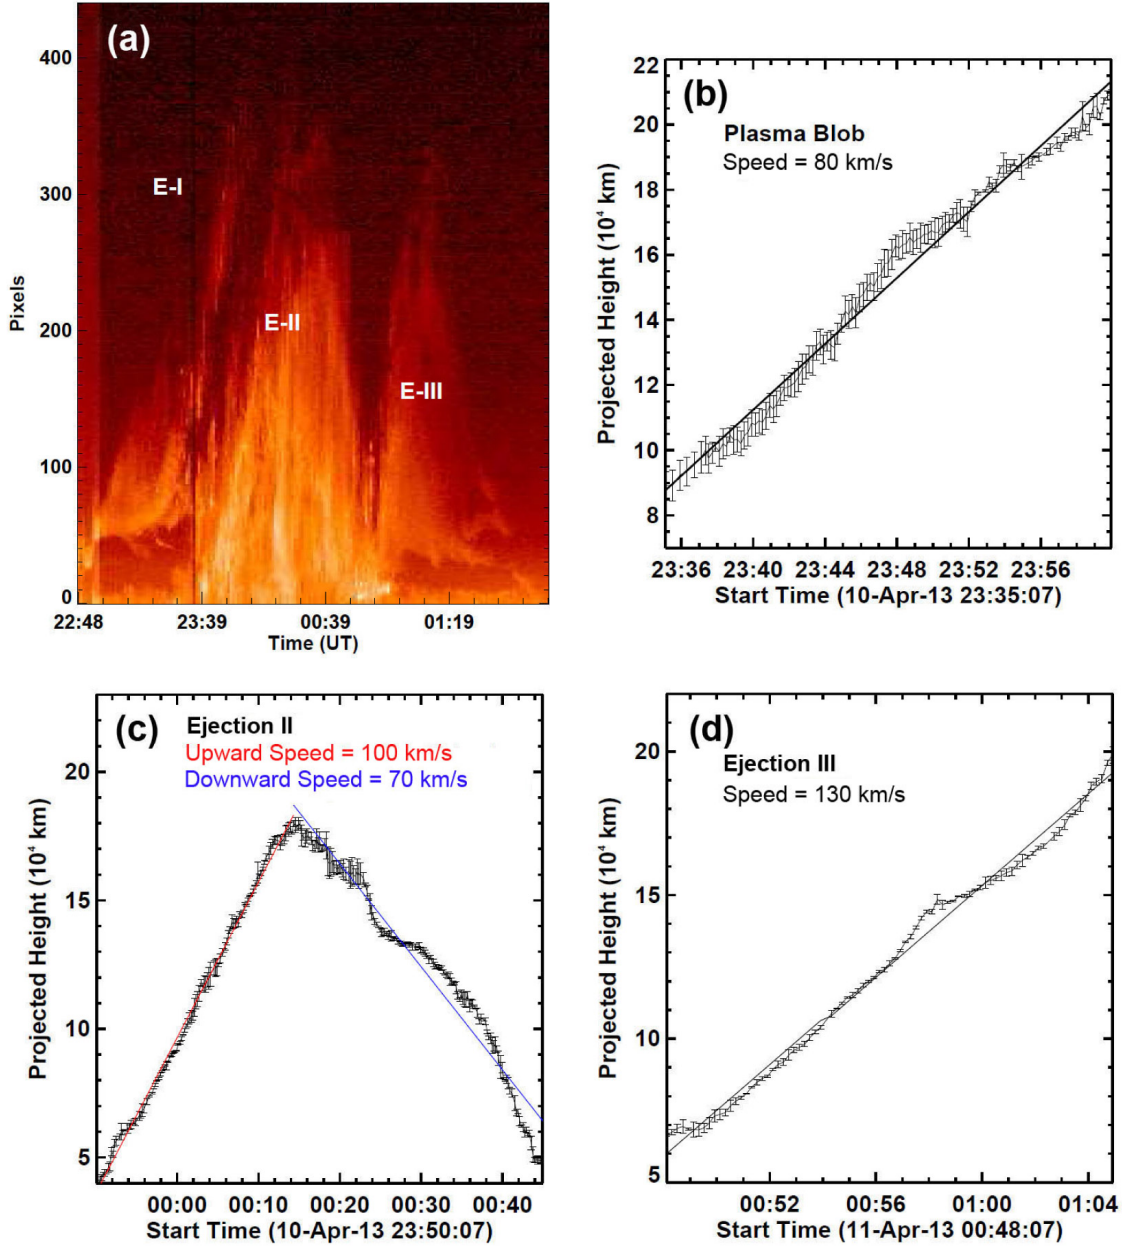 (a)
400
300
200
100
0
Pixels
E-I
E-II
E-III
22:48 23:39 00:39 01:19
Time (UT)
(b)
Plasma Blob
Speed = 80 km/s
22
20
18
16
14
12
10
8
Projected Height (10⁴ km)
23:36 23:40 23:44 23:48 23:52 23:56
Start Time (10-Apr-13 23:35:07)
(c)
Ejection II
Upward Speed = 100 km/s
Downward Speed = 70 km/s
20
15
10
5
Projected Height (10⁴ km)
00:00 00:10 00:20 00:30 00:40
Start Time (10-Apr-13 23:50:07)
(d)
Ejection III
Speed = 130 km/s
20
15
10
5
Projected Height (10⁴ km)
00:52 00:56 01:00 01:04
Start Time (11-Apr-13 00:48:07)